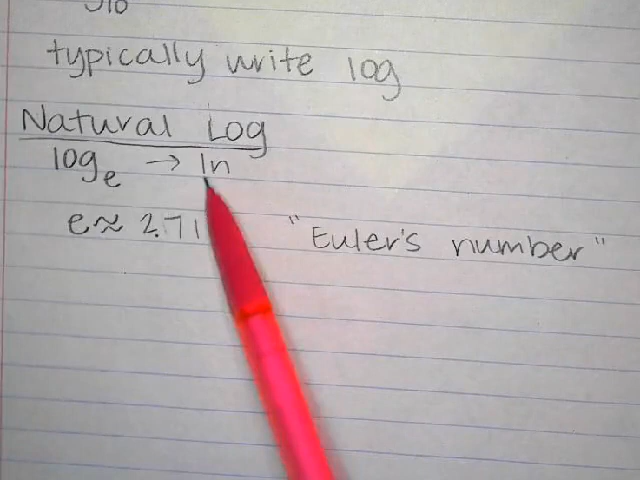 typically write log
Natural Log
logₑ → ln
e ≈ 2.71 "Euler's number"